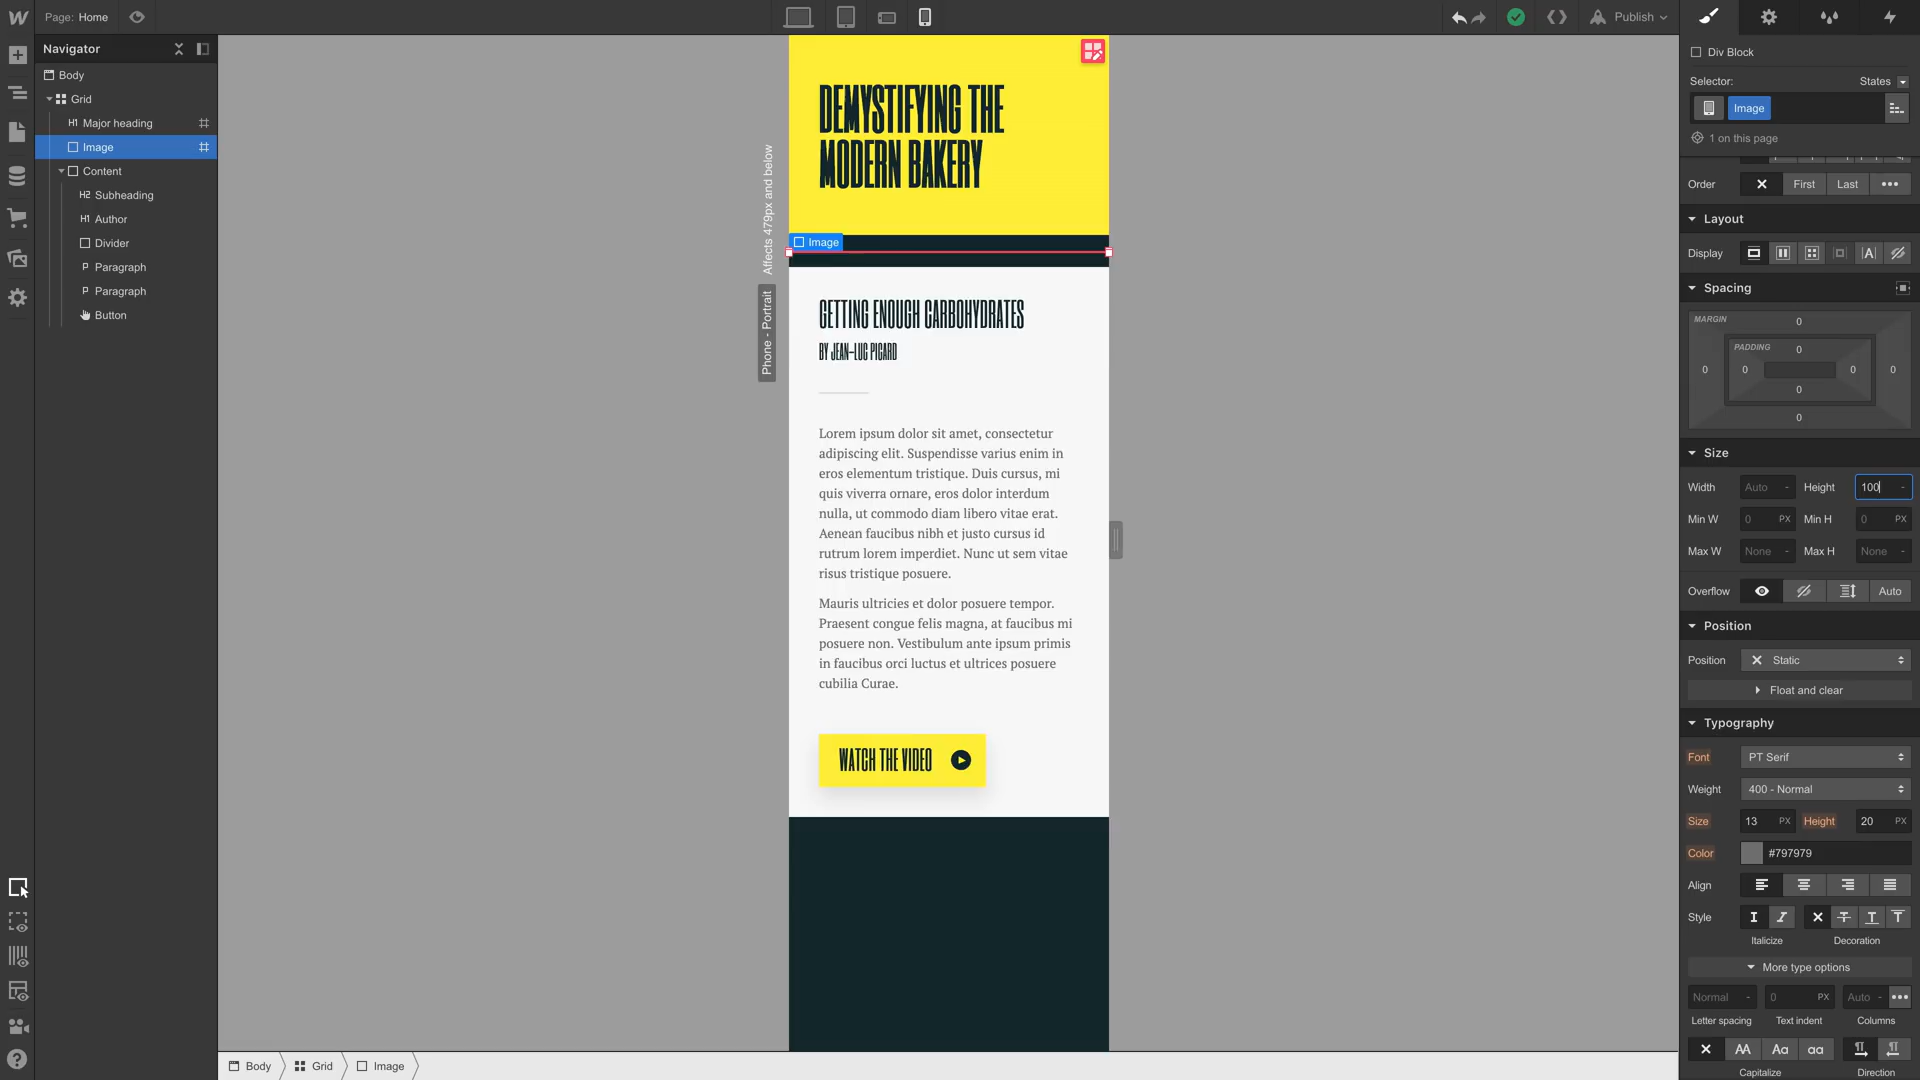 Page: Home
Publish
Navigator
Body
Grid
H1 Major heading
Image
Content
H2 Subheading
H1 Author
Divider
P Paragraph
P Paragraph
Button
Affects 479px and below
Phone - Portrait
DEMYSTIFYING THE
MODERN BAKERY
Image
GETTING ENOUGH CARBOHYDRATES
BY JEAN-LUC PICARD
Lorem ipsum dolor sit amet, consectetur
adipiscing elit. Suspendisse varius enim in
eros elementum tristique. Duis cursus, mi
quis viverra ornare, eros dolor interdum
nulla, ut commodo diam libero vitae erat.
Aenean faucibus nibh et justo cursus id
rutrum lorem imperdiet. Nunc ut sem vitae
risus tristique posuere.
Mauris ultricies et dolor posuere tempor.
Praesent congue felis magna, at faucibus mi
posuere non. Vestibulum ante ipsum primis
in faucibus orci luctus et ultrices posuere
cubilia Curae.
WATCH THE VIDEO
Body Grid Image
Div Block
Selector: States
Image
1 on this page
Order First Last
Layout
Display
Spacing
MARGIN 0
PADDING 0
0 0 0 0
0
0
Size
Width Auto - Height 100 -
Min W 0 PX Min H 0 PX
Max W None - Max H None -
Overflow Auto
Position
Position Static
Float and clear
Typography
Font PT Serif
Weight 400 - Normal
Size 13 PX Height 20 PX
Color #797979
Align
Style I I T T T
Italicize Decoration
More type options
Normal - 0 PX Auto -
Letter spacing Text indent Columns
AA Aa aa
Capitalize Direction